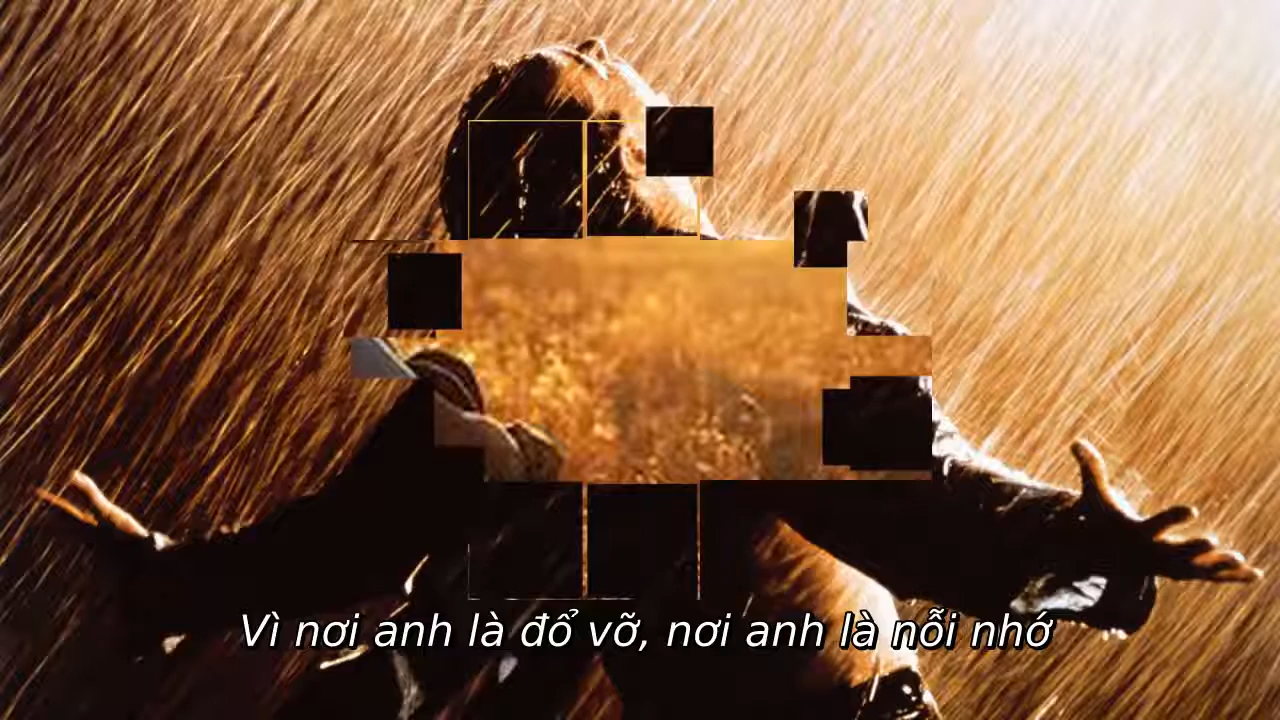 Vì nơi anh là đổ vỡ, nơi anh là nỗi nhớ